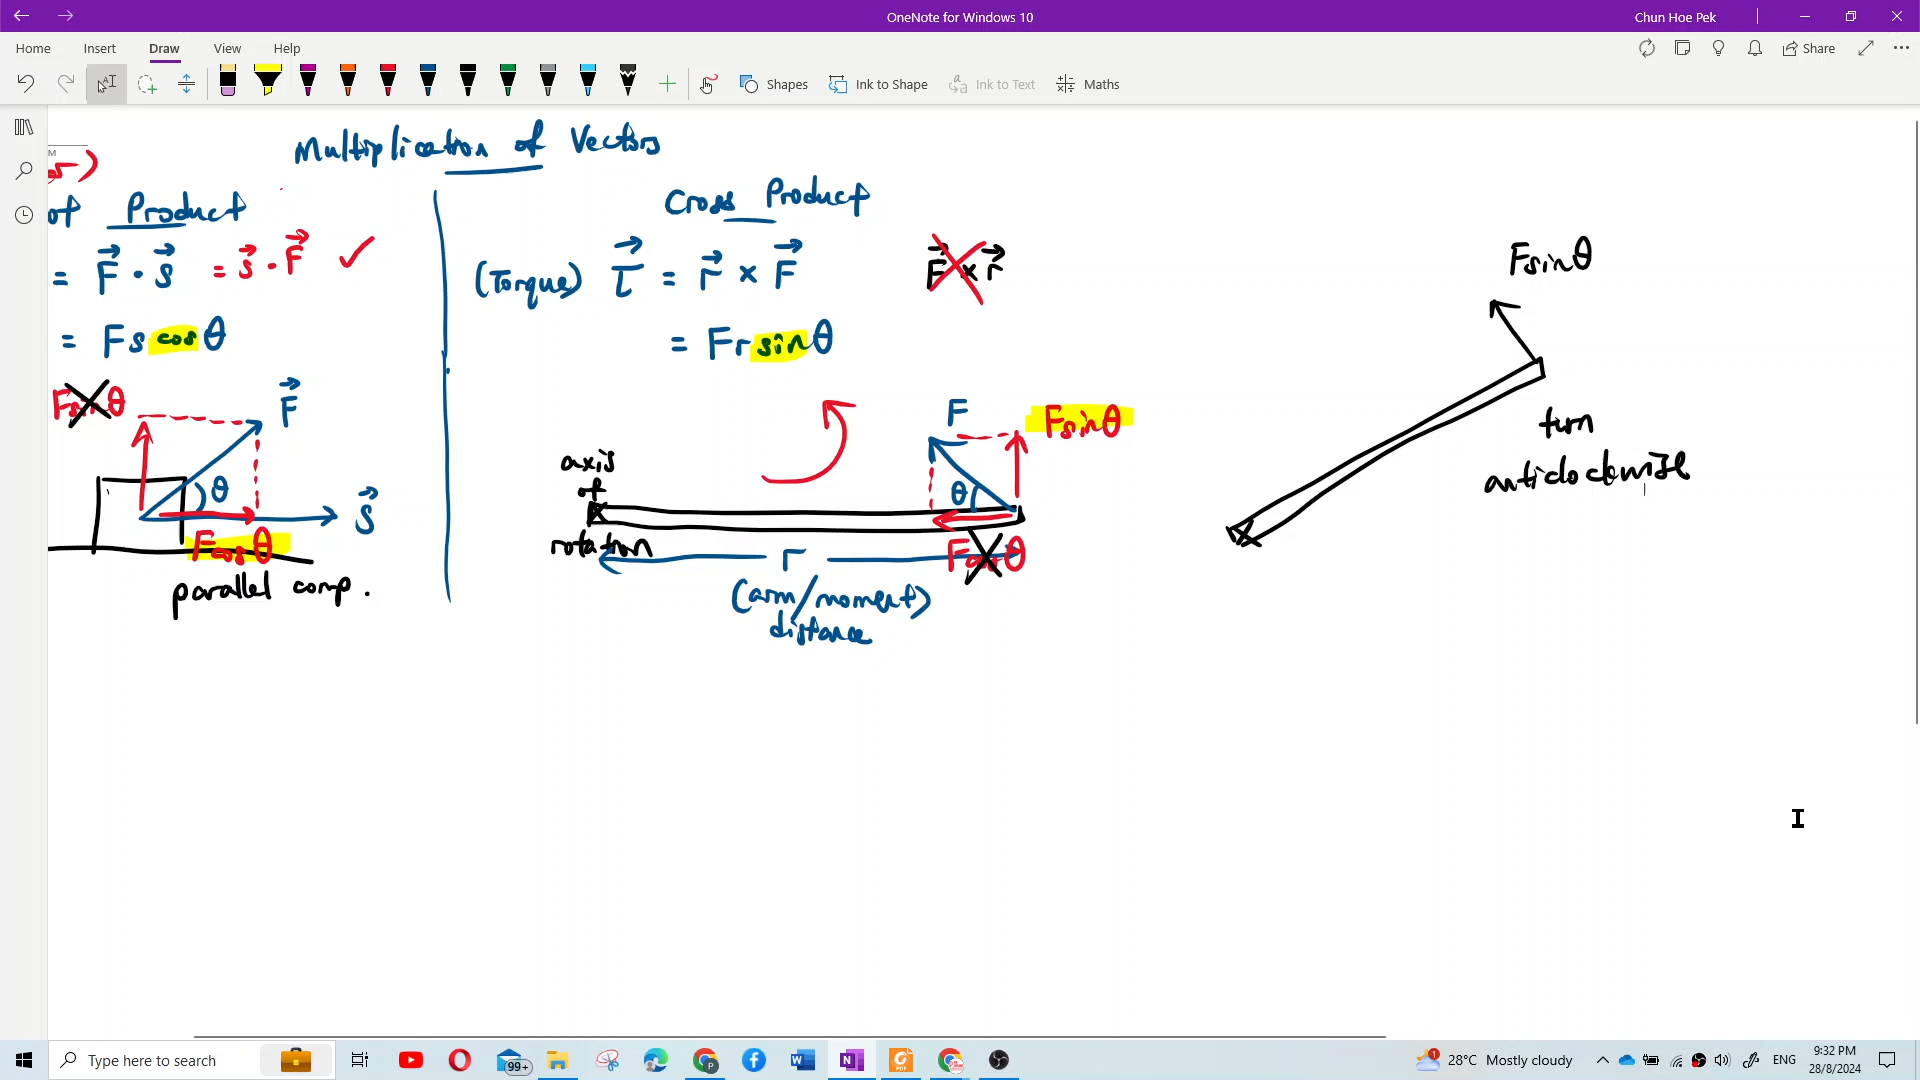 OneNote for Windows 10
Chun Hoe Pek
Home Insert Draw View Help
Share
Shapes
Ink to Shape
Ink to Text
Maths
Multiplication of Vectors
Product
= F⃗ · s⃗ = s⃗ · F⃗ ✓
= Fs cos θ
Fsinθ
F⃗
θ
s⃗
Fcosθ
parallel comp.
Cross Product
(Torque) τ⃗ = r⃗ × F⃗
F⃗ × r⃗
= Fr sin θ
F
Fsinθ
θ
axis
of
rotation
r
Fcosθ
(arm/moment)
distance
Fsinθ
turn
anticlockwise
Type here to search
99+
28°C Mostly cloudy
ENG
9:32 PM
28/8/2024